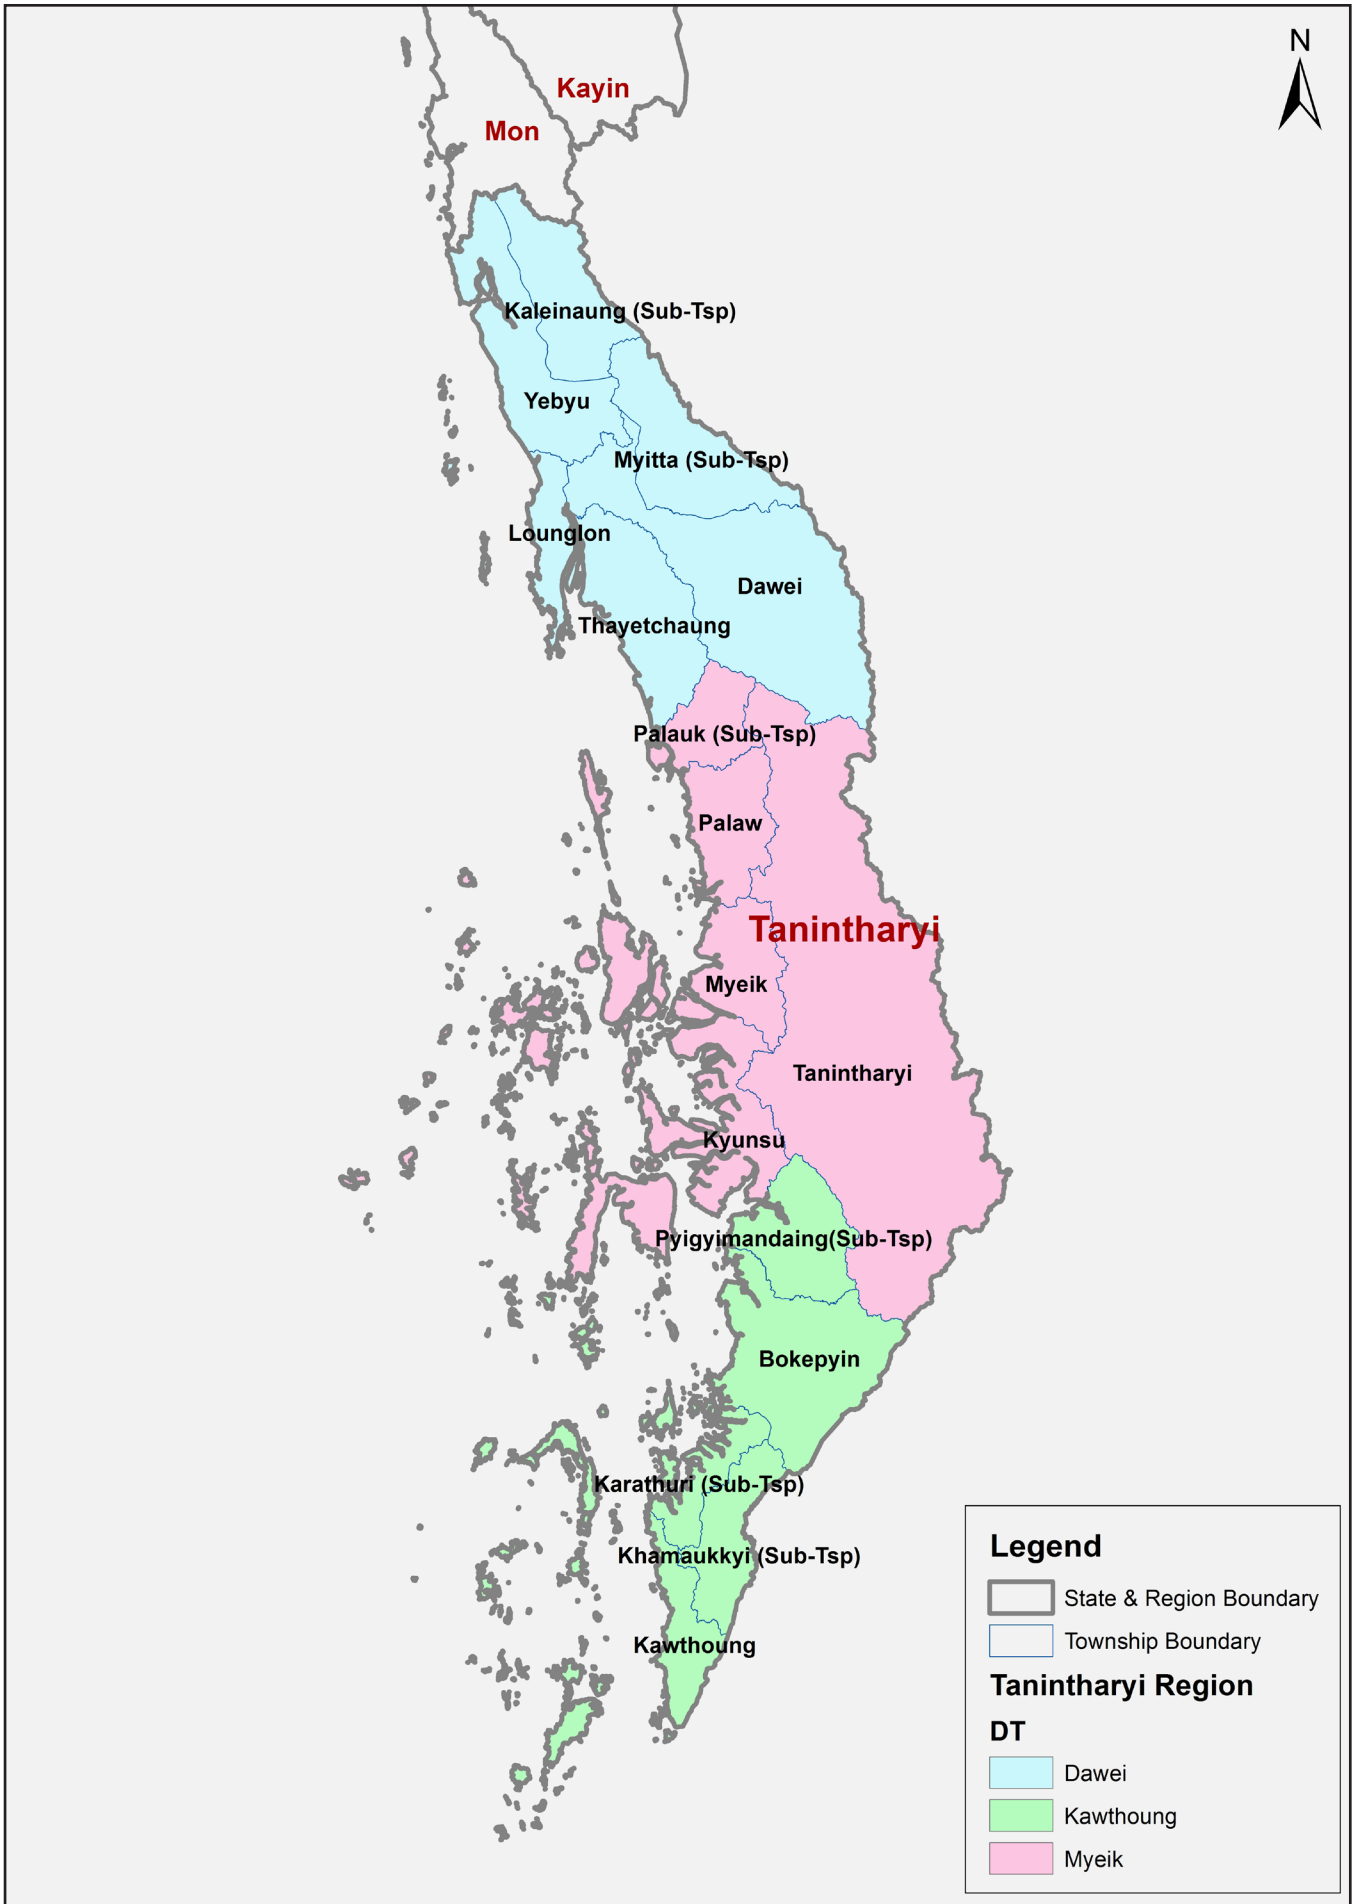 N
Kayin
Mon
Kaleinaung (Sub-Tsp)
Yebyu
Myitta (Sub-Tsp)
Lounglon
Dawei
Thayetchaung
Palauk (Sub-Tsp)
Palaw
Tanintharyi
Myeik
Tanintharyi
Kyunsu
Pyigyimandaing(Sub-Tsp)
Bokepyin
Karathuri (Sub-Tsp)
Khamaukkyi (Sub-Tsp)
Kawthoung
Legend
State & Region Boundary
Township Boundary
Tanintharyi Region
DT
Dawei
Kawthoung
Myeik